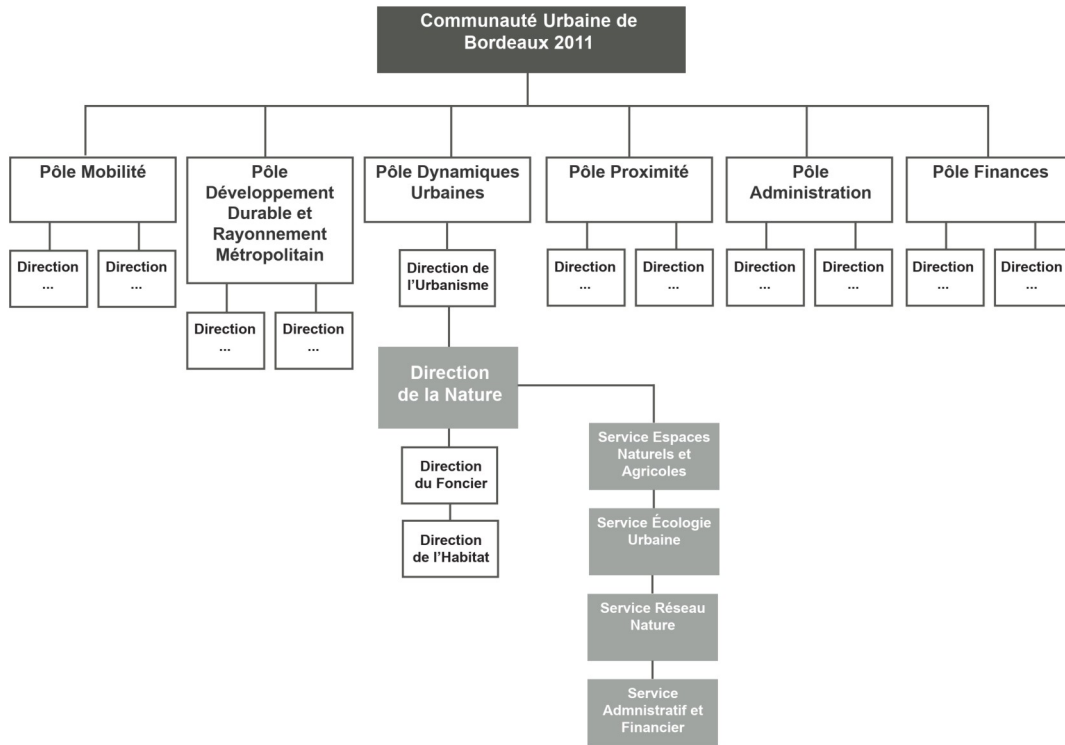 Communauté Urbaine de
Bordeaux 2011
Pôle Mobilité
Direction
...
Direction
...
Pôle
Développement
Durable et
Rayonnement
Métropolitain
Direction
...
Direction
...
Pôle Dynamiques
Urbaines
Direction de
l'Urbanisme
Direction
de la Nature
Direction
du Foncier
Direction
de l'Habitat
Service Espaces
Naturels et
Agricoles
Service Écologie
Urbaine
Service Réseau
Nature
Service
Admnistratif et
Financier
Pôle Proximité
Direction
...
Direction
...
Pôle
Administration
Direction
...
Direction
...
Pôle Finances
Direction
...
Direction
...